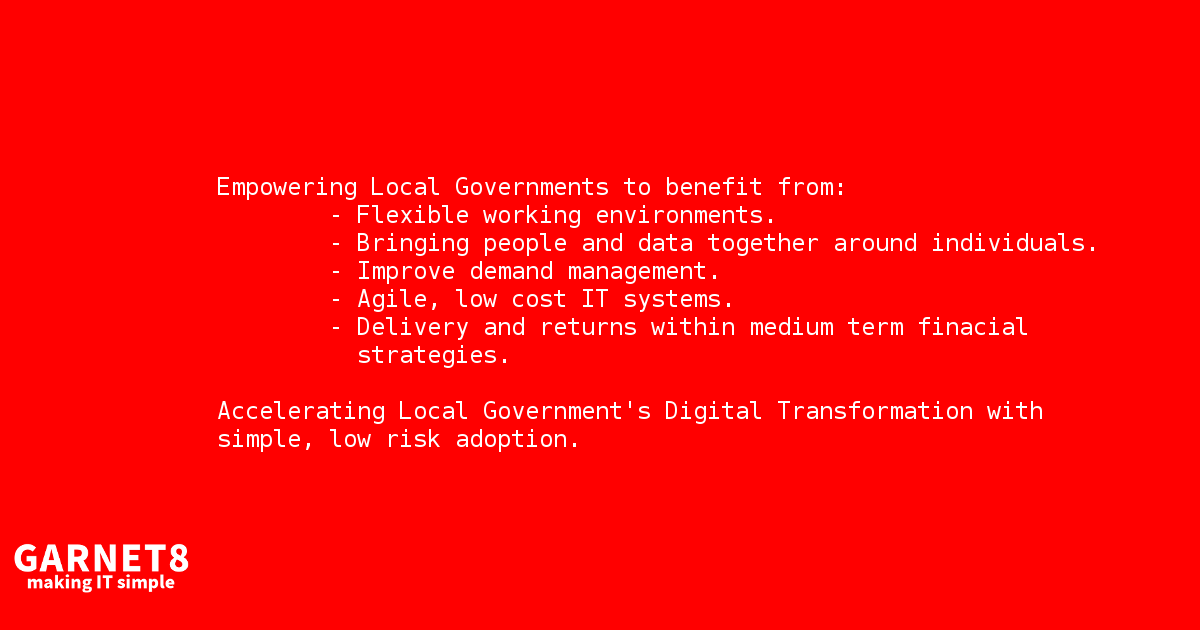 Empowering Local Governments to benefit from:
- Flexible working environments.
- Bringing people and data together around individuals.
- Improve demand management.
- Agile, low cost IT systems.
- Delivery and returns within medium term finacial
strategies.
Accelerating Local Government's Digital Transformation with
simple, low risk adoption.
GARNET8
making IT simple